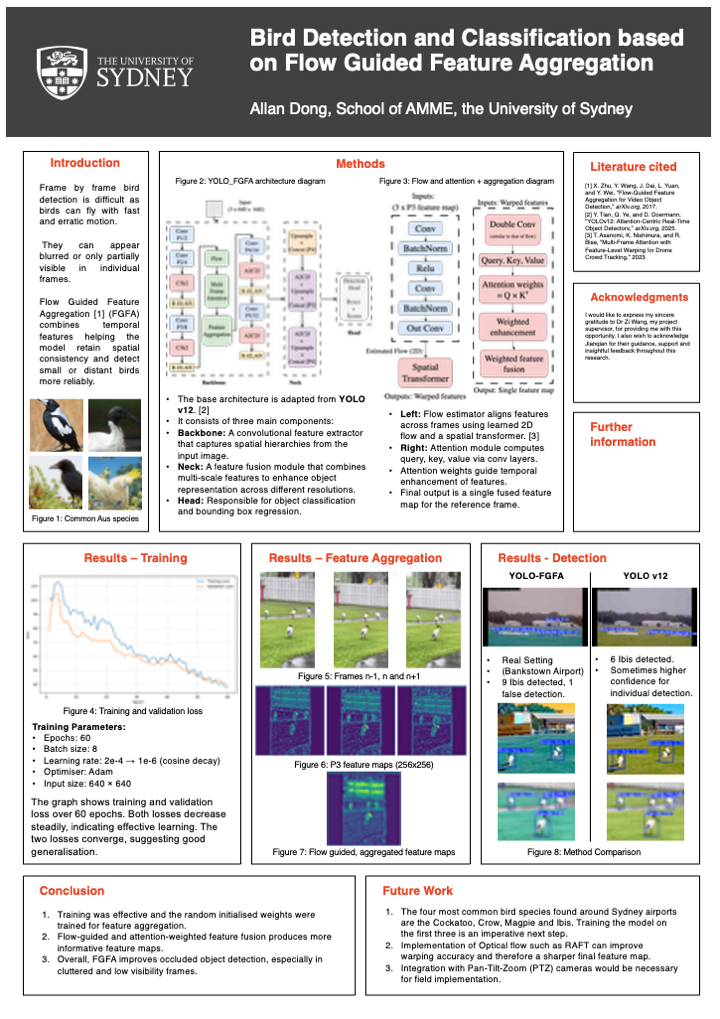 THE UNIVERSITY OF
SYDNEY
Bird Detection and Classification based
on Flow Guided Feature Aggregation
Allan Dong, School of AMME, the University of Sydney
Introduction
Frame by frame bird
detection is difficult as
birds can fly with fast
and erratic motion.
They can appear
blurred or only partially
visible in individual
frames.
Flow Guided Feature
Aggregation [1] (FGFA)
combines temporal
features helping the
model retain spatial
consistency and detect
small or distant birds
more reliably.
Figure 1: Common Aus species
Methods
Figure 2: YOLO_FGFA architecture diagram
Input
Flow
Multi
Frame
Attention
Feature
Aggregation
Backbone
Neck
Detection
Head
Head
• The base architecture is adapted from YOLO
v12. [2]
• It consists of three main components:
• Backbone: A convolutional feature extractor
that captures spatial hierarchies from the
input image.
• Neck: A feature fusion module that combines
multi-scale features to enhance object
representation across different resolutions.
• Head: Responsible for object classification
and bounding box regression.
Figure 3: Flow and attention + aggregation diagram
Inputs:
(3 x P3 feature map)
Conv
BatchNorm
Relu
Conv
BatchNorm
Out Conv
Estimated Flow (2D)
Spatial
Transformer
Outputs: Warped features
Inputs: Warped features
Double Conv
(similar to that of flow)
Query, Key, Value
Attention weights
= Q × Kᵀ
Weighted
enhancement
Weighted feature
fusion
Output: Single feature map
• Left: Flow estimator aligns features
across frames using learned 2D
flow and a spatial transformer. [3]
• Right: Attention module computes
query, key, value via conv layers.
• Attention weights guide temporal
enhancement of features.
• Final output is a single fused feature
map for the reference frame.
Literature cited
[1] X. Zhu, Y. Wang, J. Dai, L. Yuan,
and Y. Wei, "Flow-Guided Feature
Aggregation for Video Object
Detection," arXiv.org, 2017.
[2] Y. Tian, Q. Ye, and D. Doermann,
"YOLOv12: Attention-Centric Real-Time
Object Detectors," arXiv.org, 2025.
[3] T. Asanomi, K. Nishimura, and R.
Bise, "Multi-Frame Attention with
Feature-Level Warping for Drone
Crowd Tracking," 2023
Acknowledgments
I would like to express my sincere
gratitude to Dr Zi Wang, my project
supervisor, for providing me with this
opportunity. I also wish to acknowledge
Jianqian for their guidance, support and
insightful feedback throughout this
research.
Further
information
Results – Training
Figure 4: Training and validation loss
Training Parameters:
• Epochs: 60
• Batch size: 8
• Learning rate: 2e-4 → 1e-6 (cosine decay)
• Optimiser: Adam
• Input size: 640 × 640
The graph shows training and validation
loss over 60 epochs. Both losses decrease
steadily, indicating effective learning. The
two losses converge, suggesting good
generalisation.
Results – Feature Aggregation
Figure 5: Frames n-1, n and n+1
Figure 6: P3 feature maps (256x256)
Figure 7: Flow guided, aggregated feature maps
Results - Detection
YOLO-FGFA
YOLO v12
• Real Setting
• (Bankstown Airport)
• 9 Ibis detected, 1
false detection.
• 6 Ibis detected.
• Sometimes higher
confidence for
individual detection.
Figure 8: Method Comparison
Conclusion
1. Training was effective and the random initialised weights were
trained for feature aggregation.
2. Flow-guided and attention-weighted feature fusion produces more
informative feature maps.
3. Overall, FGFA improves occluded object detection, especially in
cluttered and low visibility frames.
Future Work
1. The four most common bird species found around Sydney airports
are the Cockatoo, Crow, Magpie and Ibis. Training the model on
the first three is an imperative next step.
2. Implementation of Optical flow such as RAFT can improve
warping accuracy and therefore a sharper final feature map.
3. Integration with Pan-Tilt-Zoom (PTZ) cameras would be necessary
for field implementation.